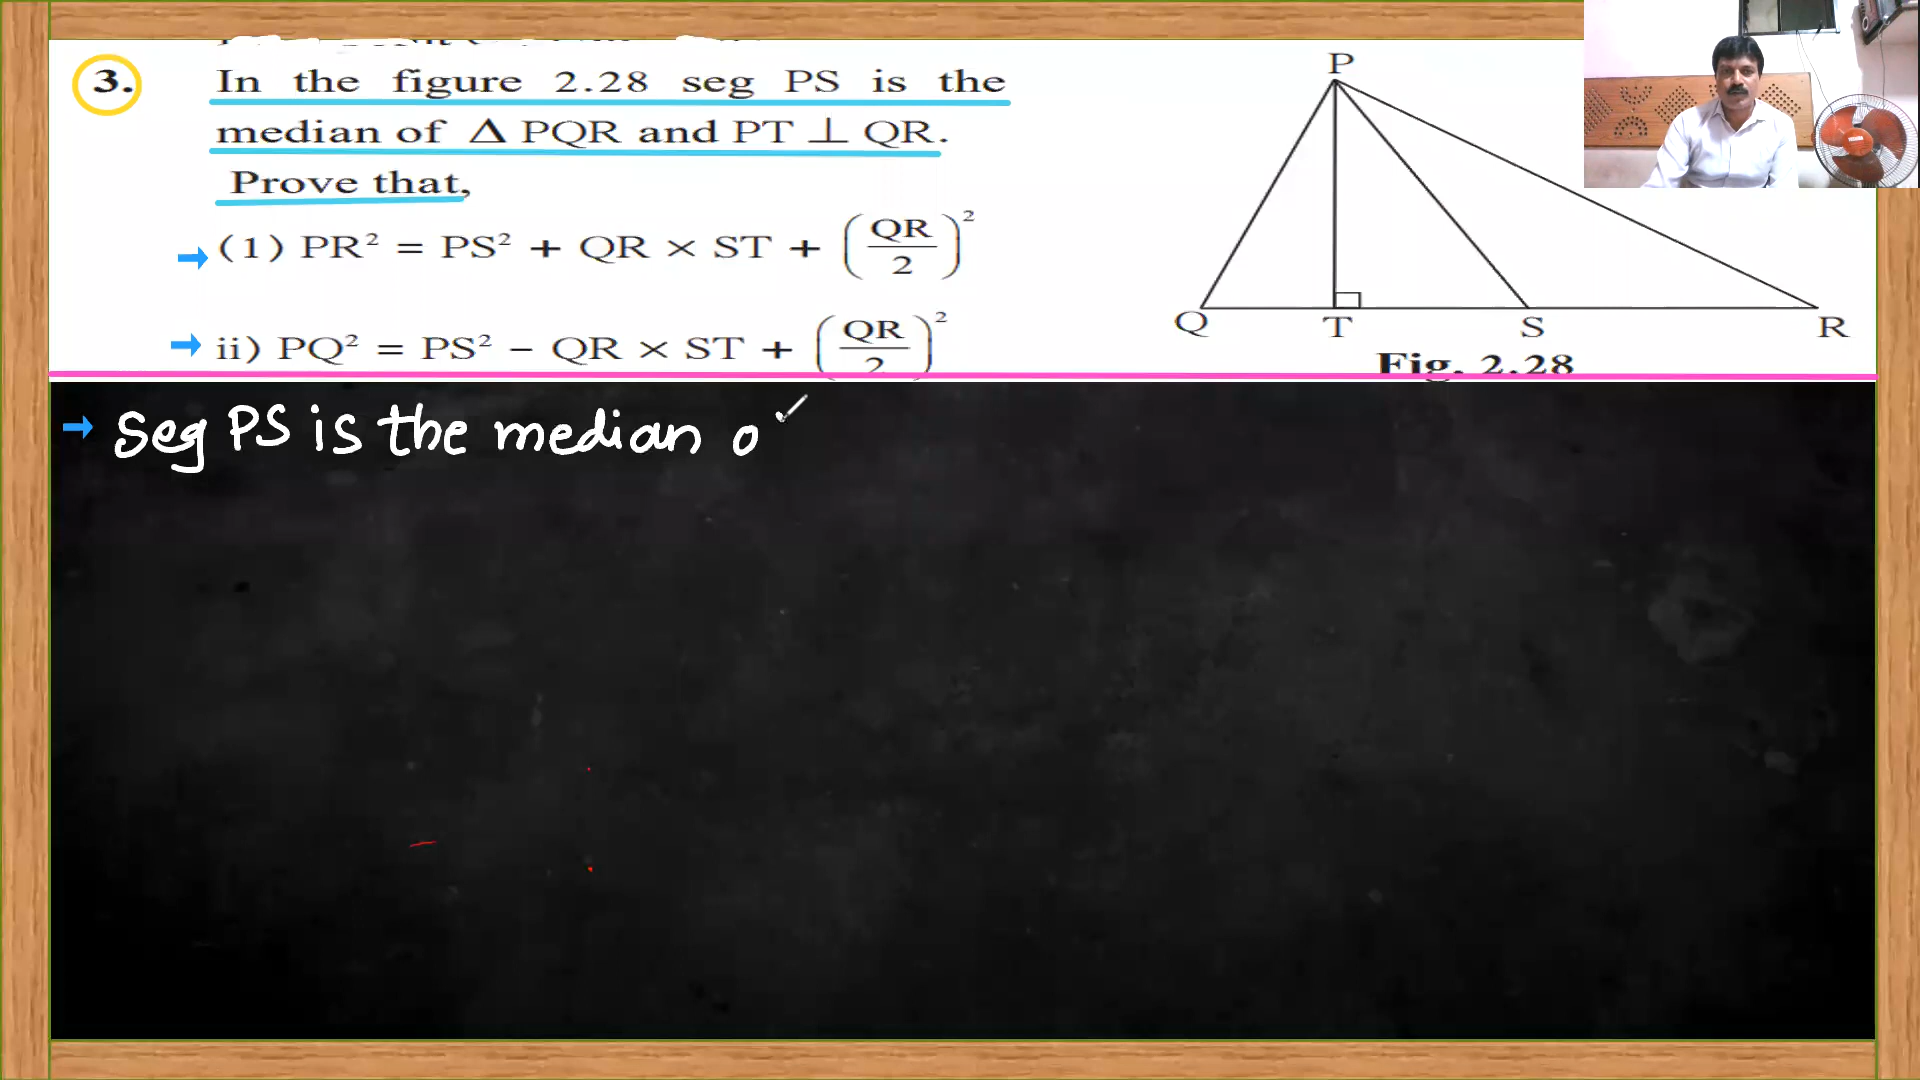 3. In the figure 2.28 seg PS is the
median of Δ PQR and PT ⊥ QR.
Prove that,
(1) PR² = PS² + QR × ST + (QR/2)²
ii) PQ² = PS² – QR × ST + (QR/2)²
P
Q T S R
Fig. 2.28
Seg PS is the median o